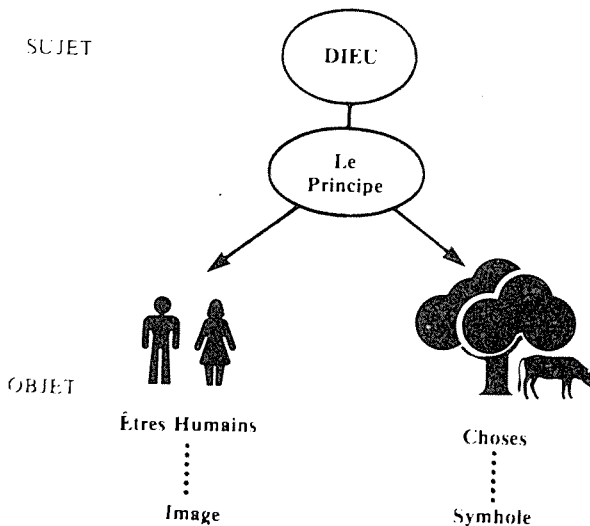 SUJET
DIEU
Le
Principe
OBJET
Êtres Humains
Choses
Image
Symhole